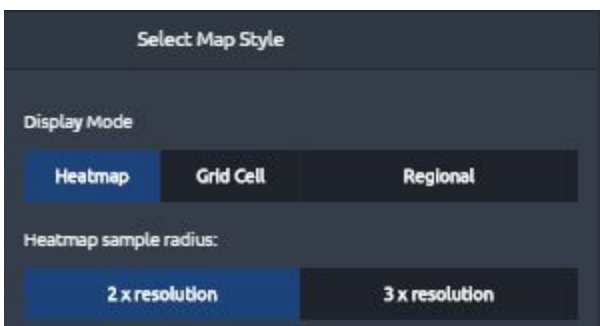 Select Map Style
Display Mode
Heatmap Grid Cell Regional
Heatmap sample radius:
2 x resolution 3 x resolution